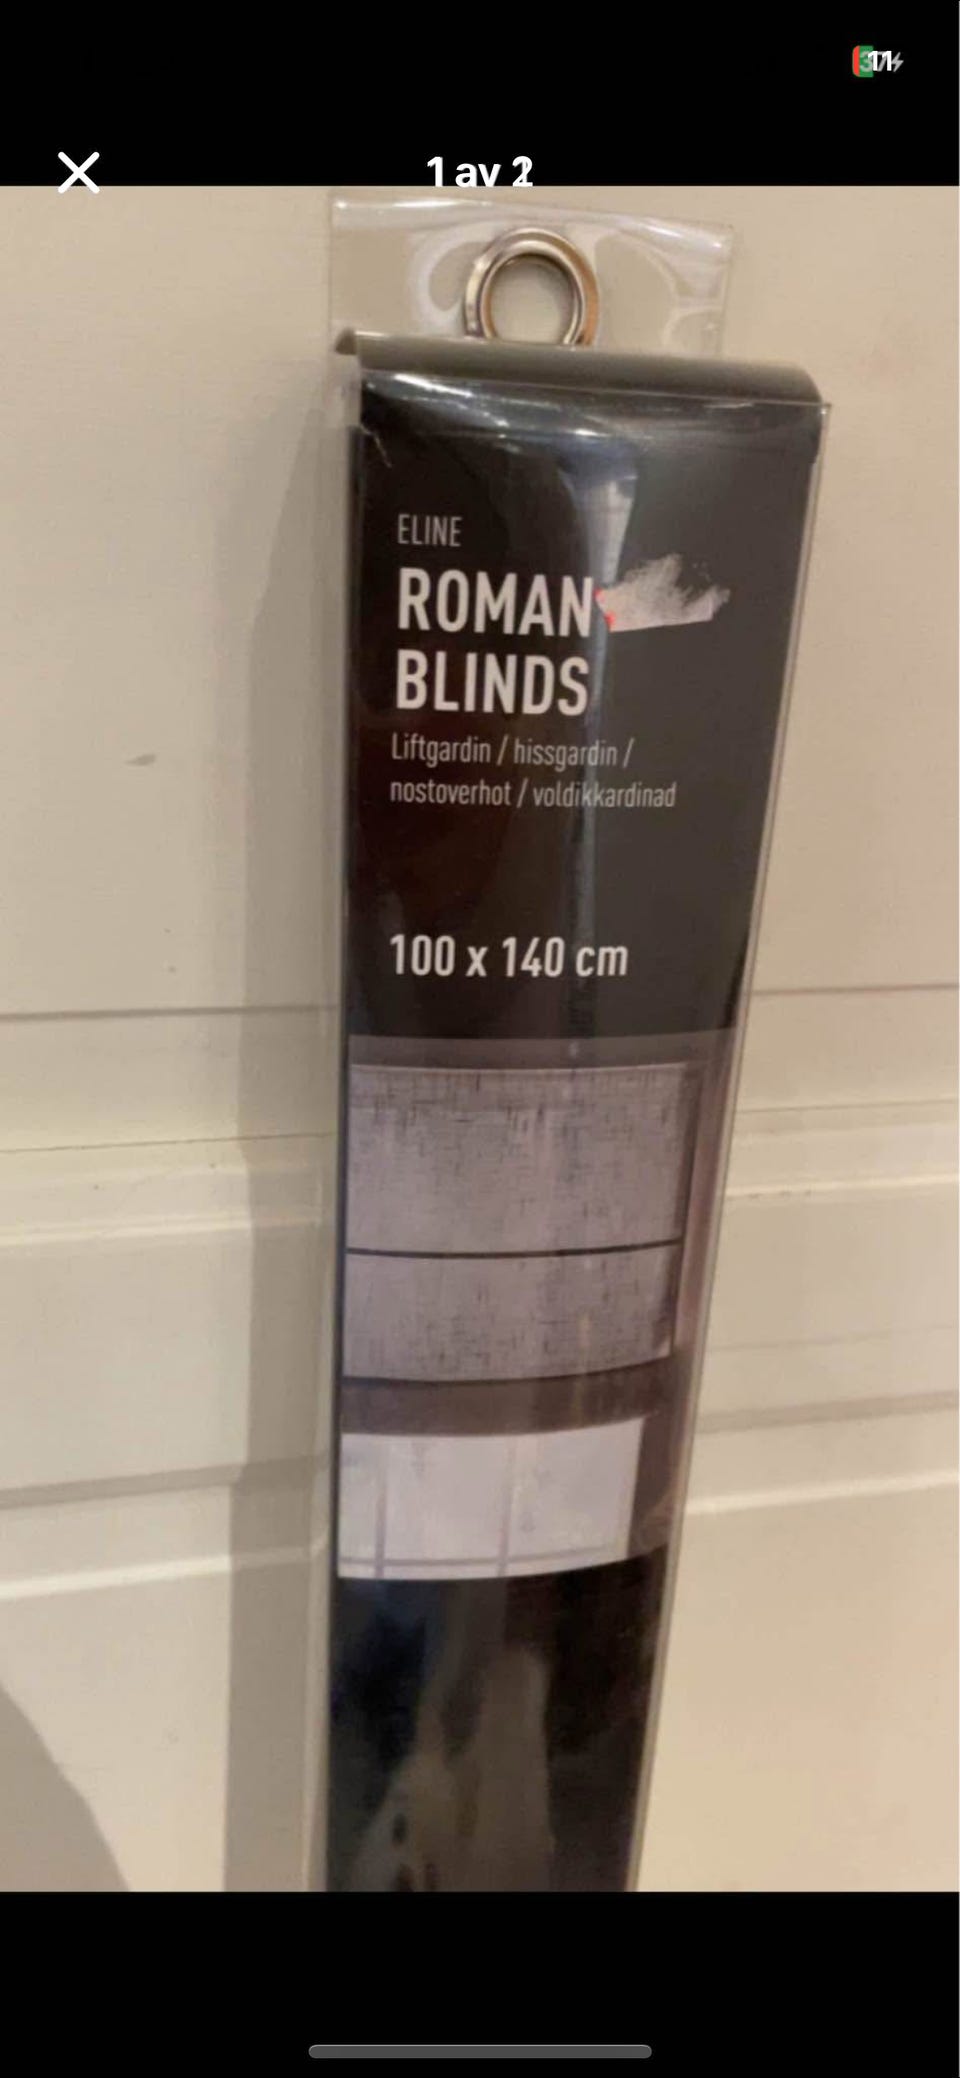 1 av 2
ELINE
ROMAN
BLINDS
Liftgardin / hissgardin /
nostoverhot / voldikkardinad
100 x 140 cm